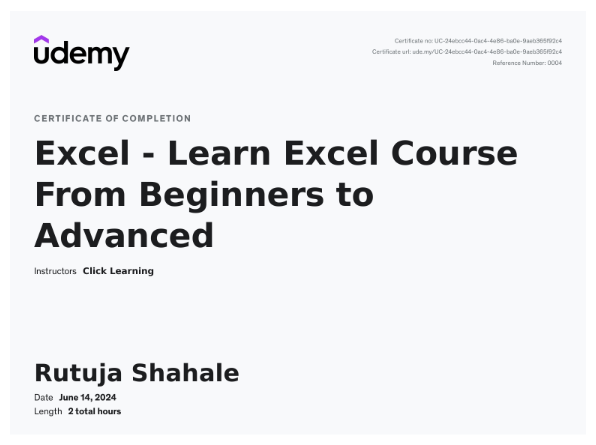 udemy
Certificate no: UC-24ebcc44-0ac4-4e86-ba0e-9aeb365f92c4
Certificate url: ude.my/UC-24ebcc44-0ac4-4e86-ba0e-9aeb365f92c4
Reference Number: 0004
CERTIFICATE OF COMPLETION
Excel - Learn Excel Course
From Beginners to
Advanced
Instructors Click Learning
Rutuja Shahale
Date June 14, 2024
Length 2 total hours